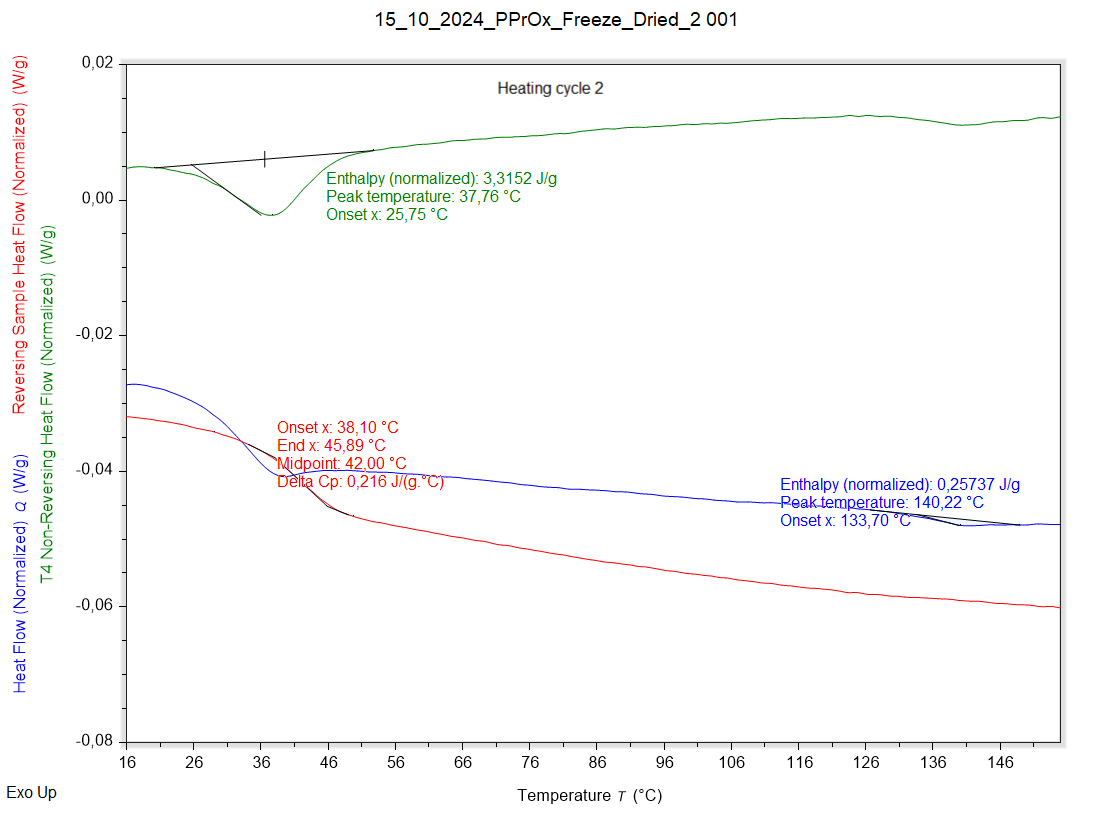 15_10_2024_PPrOx_Freeze_Dried_2 001
Heating cycle 2
Reversing Sample Heat Flow (Normalized) (W/g)
T4 Non-Reversing Heat Flow (Normalized) (W/g)
Heat Flow (Normalized) Q (W/g)
0,02
0,00
-0,02
-0,04
-0,06
-0,08
Enthalpy (normalized): 3,3152 J/g
Peak temperature: 37,76 °C
Onset x: 25,75 °C
Onset x: 38,10 °C
End x: 45,89 °C
Midpoint: 42,00 °C
Delta Cp: 0,216 J/(g.°C)
Enthalpy (normalized): 0,25737 J/g
Peak temperature: 140,22 °C
Onset x: 133,70 °C
16 26 36 46 56 66 76 86 96 106 116 126 136 146
Exo Up
Temperature T (°C)